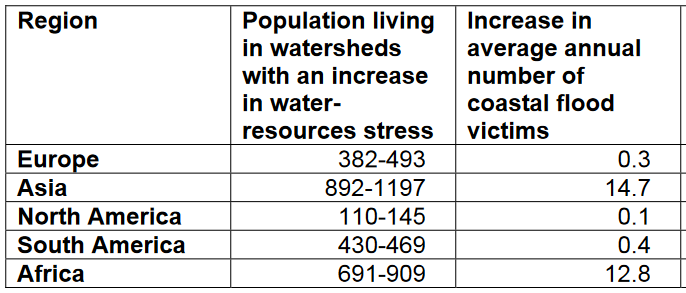 Region
Population living
in watersheds
with an increase
in water-
resources stress
Increase in
average annual
number of
coastal flood
victims
Europe 382-493 0.3
Asia 892-1197 14.7
North America 110-145 0.1
South America 430-469 0.4
Africa 691-909 12.8